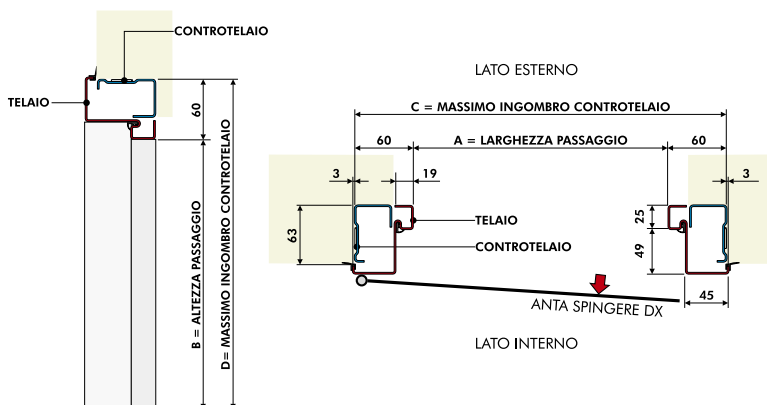 CONTROTELAIO
TELAIO
60
B = ALTEZZA PASSAGGIO
D= MASSIMO INGOMBRO CONTROTELAIO
LATO ESTERNO
C = MASSIMO INGOMBRO CONTROTELAIO
60
A = LARGHEZZA PASSAGGIO
60
3
19
3
63
TELAIO
CONTROTELAIO
25
49
45
ANTA SPINGERE DX
LATO INTERNO